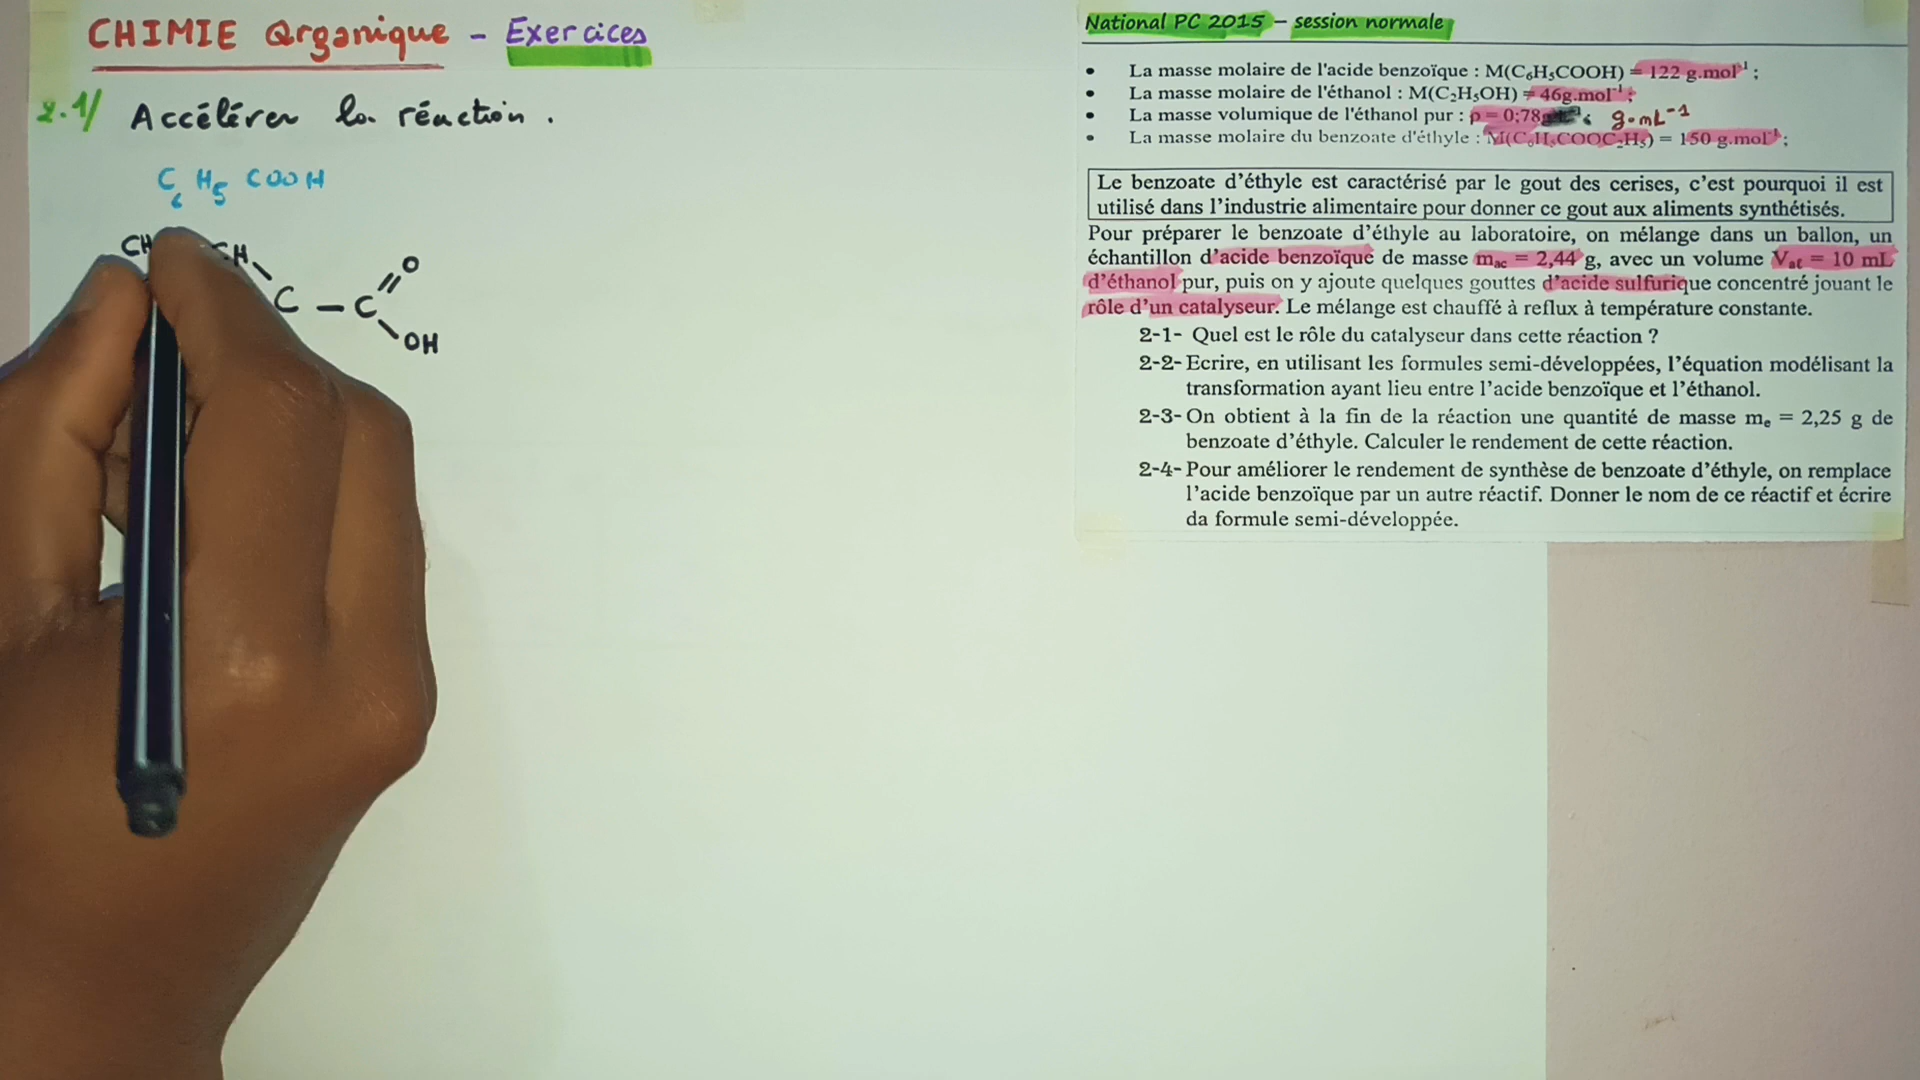 CHIMIE Organique - Exercices
2.1/ Accélérer la réaction.
C6 H5 COOH
CH
CH
C - C
O
OH
National PC 2015 – session normale
• La masse molaire de l'acide benzoïque : M(C₆H₅COOH) = 122 g.mol⁻¹ ;
• La masse molaire de l'éthanol : M(C₂H₅OH) = 46g.mol⁻¹ ;
• La masse volumique de l'éthanol pur : ρ = 0,78g g.mL⁻¹
• La masse molaire du benzoate d'éthyle : M(C₆H₅COOC₂H₅) = 150 g.mol⁻¹ ;
Le benzoate d’éthyle est caractérisé par le gout des cerises, c’est pourquoi il est
utilisé dans l’industrie alimentaire pour donner ce gout aux aliments synthétisés.
Pour préparer le benzoate d’éthyle au laboratoire, on mélange dans un ballon, un
échantillon d’acide benzoïque de masse mac = 2,44 g, avec un volume Val = 10 mL
d’éthanol pur, puis on y ajoute quelques gouttes d’acide sulfurique concentré jouant le
rôle d’un catalyseur. Le mélange est chauffé à reflux à température constante.
2-1- Quel est le rôle du catalyseur dans cette réaction ?
2-2- Ecrire, en utilisant les formules semi-développées, l’équation modélisant la
transformation ayant lieu entre l’acide benzoïque et l’éthanol.
2-3- On obtient à la fin de la réaction une quantité de masse me = 2,25 g de
benzoate d’éthyle. Calculer le rendement de cette réaction.
2-4- Pour améliorer le rendement de synthèse de benzoate d’éthyle, on remplace
l’acide benzoïque par un autre réactif. Donner le nom de ce réactif et écrire
da formule semi-développée.